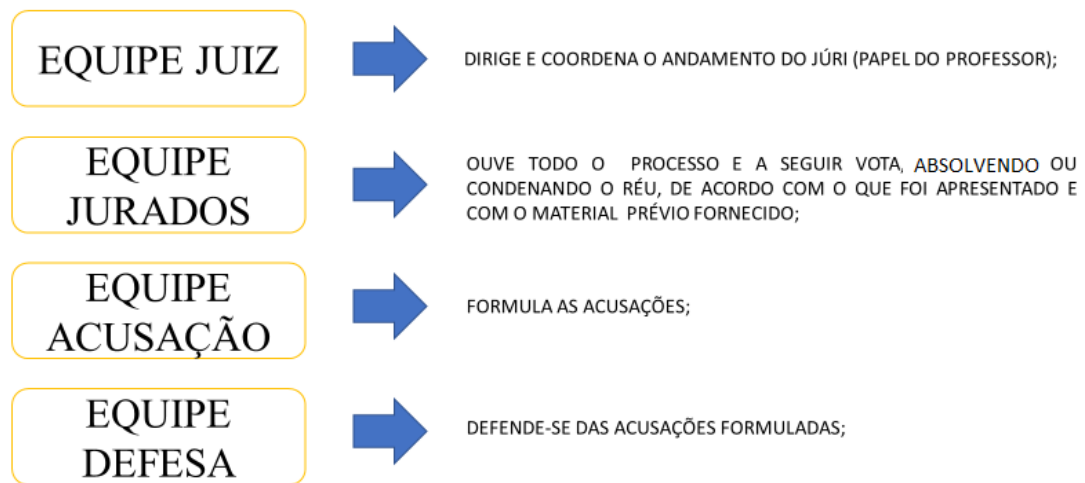 EQUIPE JUIZ
DIRIGE E COORDENA O ANDAMENTO DO JÚRI (PAPEL DO PROFESSOR);
EQUIPE
JURADOS
OUVE TODO O PROCESSO E A SEGUIR VOTA, ABSOLVENDO OU
CONDENANDO O RÉU, DE ACORDO COM O QUE FOI APRESENTADO E
COM O MATERIAL PRÉVIO FORNECIDO;
EQUIPE
ACUSAÇÃO
FORMULA AS ACUSAÇÕES;
EQUIPE
DEFESA
DEFENDE-SE DAS ACUSAÇÕES FORMULADAS;